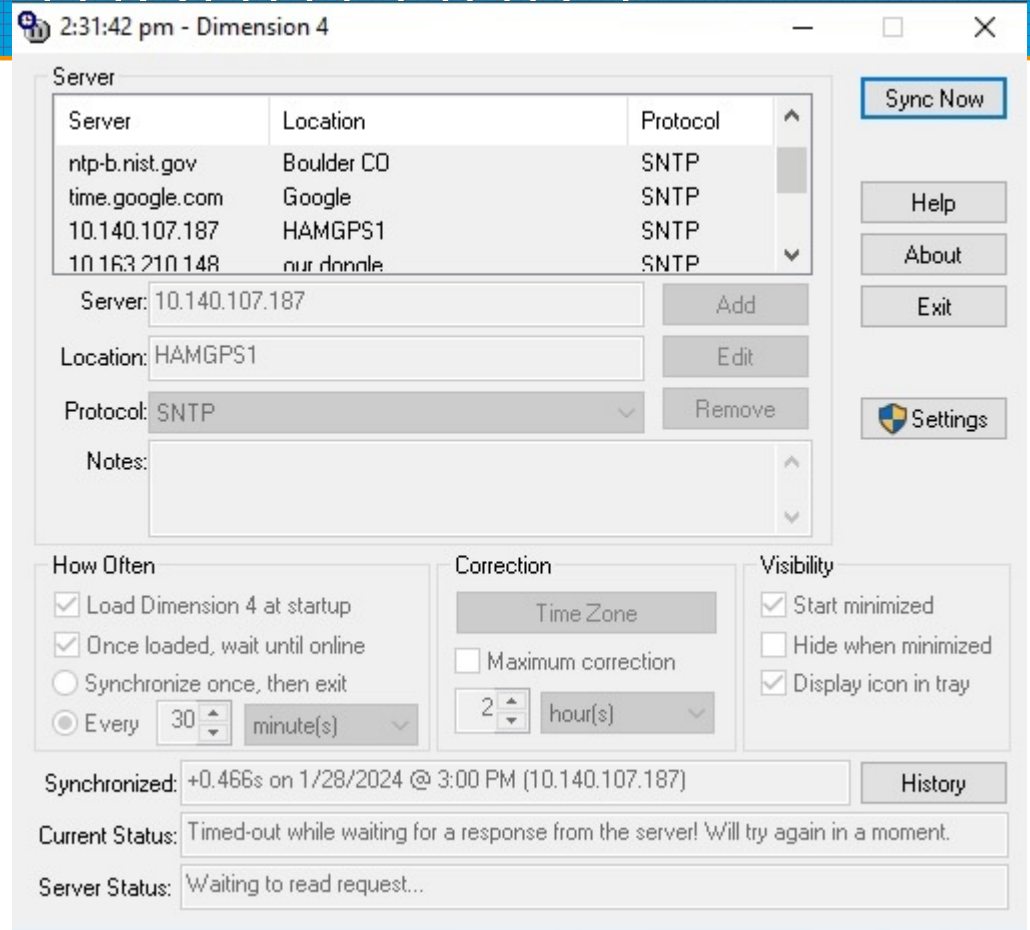 2:31:42 pm - Dimension 4
Server
Sync Now
Server Location Protocol
ntp-b.nist.gov Boulder CO SNTP
time.google.com Google SNTP
Help
10.140.107.187 HAMGPS1 SNTP
About
10.163.210.148 our dongle SNTP
Server: 10.140.107.187 Add
Exit
Location: HAMGPS1 Edit
Protocol: SNTP Remove
Settings
Notes:
How Often
Correction
Visibility
Load Dimension 4 at startup
Time Zone
Start minimized
Once loaded, wait until online
Maximum correction
Hide when minimized
Synchronize once, then exit
2 hour(s)
Display icon in tray
Every 30 minute(s)
Synchronized: +0.466s on 1/28/2024 @ 3:00 PM (10.140.107.187) History
Current Status: Timed-out while waiting for a response from the server! Will try again in a moment.
Server Status: Waiting to read request...